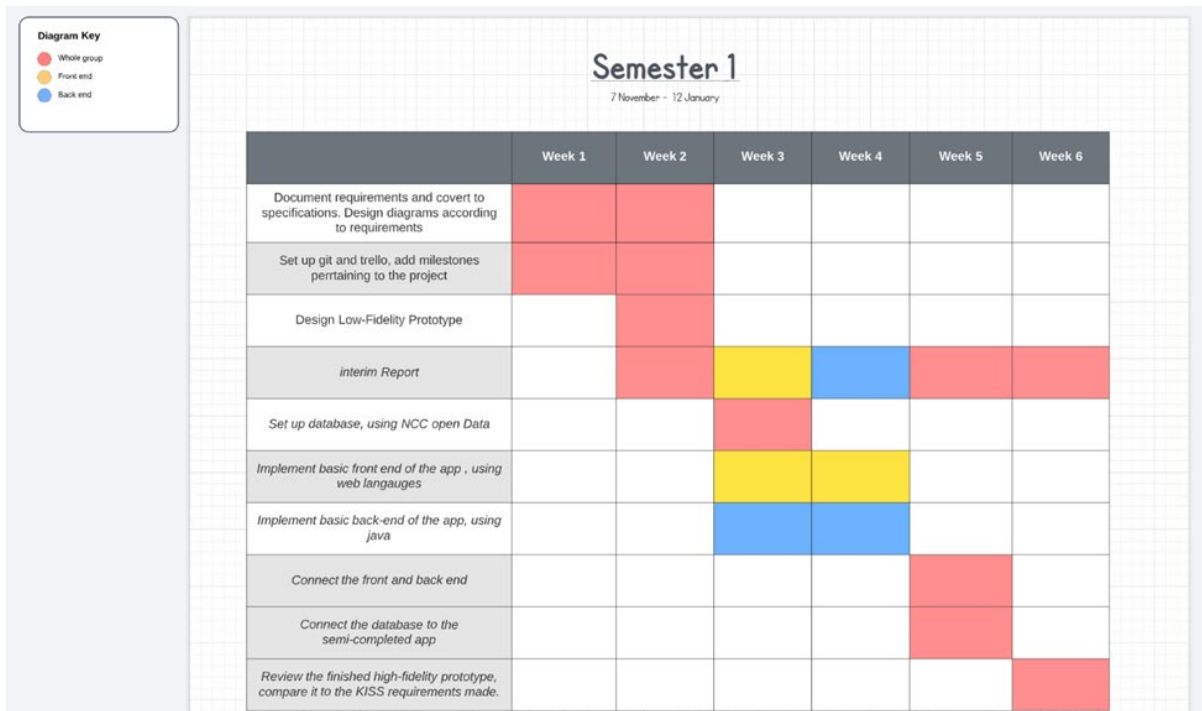 Diagram Key
Whole group
Front end
Back end
Semester 1
7 November - 12 January
Week 1 Week 2 Week 3 Week 4 Week 5 Week 6
Document requirements and covert to
specifications. Design diagrams according
to requirements
Set up git and trello, add milestones
perrtaining to the project
Design Low-Fidelity Prototype
interim Report
Set up database, using NCC open Data
Implement basic front end of the app , using
web langauges
Implement basic back-end of the app, using
java
Connect the front and back end
Connect the database to the
semi-completed app
Review the finished high-fidelity prototype,
compare it to the KISS requirements made.